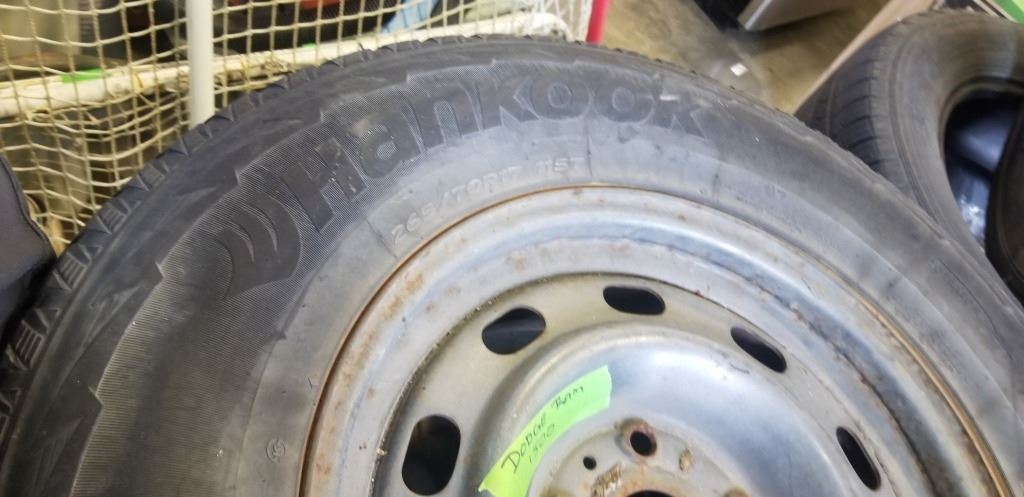 Hankook
265/70R17 115T
DODGE RAM
1500